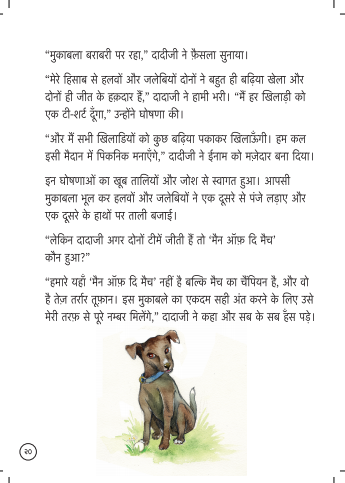 “मुकाबला बराबरी पर रहा,” दादीजी ने फ़ैसला सुनाया।
“मेरे हिसाब से हलवों और जलेबियों दोनों ने बहुत ही बढ़िया खेला और
दोनों ही जीत के हक़दार हैं,” दादाजी ने हामी भरी। “मैं हर खिलाड़ी को
एक टी-शर्ट दूँगा,” उन्होंने घोषणा की।
“और मैं सभी खिलाडियों को कुछ बढ़िया पकाकर खिलाऊँगी। हम कल
इसी मैदान में पिकनिक मनाएँगे,” दादीजी ने ईनाम को मज़ेदार बना दिया।
इन घोषणाओं का खूब तालियों और जोश से स्वागत हुआ। आपसी
मुकाबला भूल कर हलवों और जलेबियों ने एक दूसरे से पंजे लड़ाए और
एक दूसरे के हाथों पर ताली बजाई।
“लेकिन दादाजी अगर दोनों टीमें जीती हैं तो ‘मैन ऑफ़ दि मैच’
कौन हुआ?”
“हमारे यहाँ ‘मैन ऑफ़ दि मैच’ नहीं है बल्कि मैच का चैंपियन है, और वो
है तेज़ तर्रार तूफ़ान। इस मुकाबले का एकदम सही अंत करने के लिए उसे
मेरी तरफ़ से पूरे नम्बर मिलेंगे,” दादाजी ने कहा और सब के सब हँस पड़े।
२०